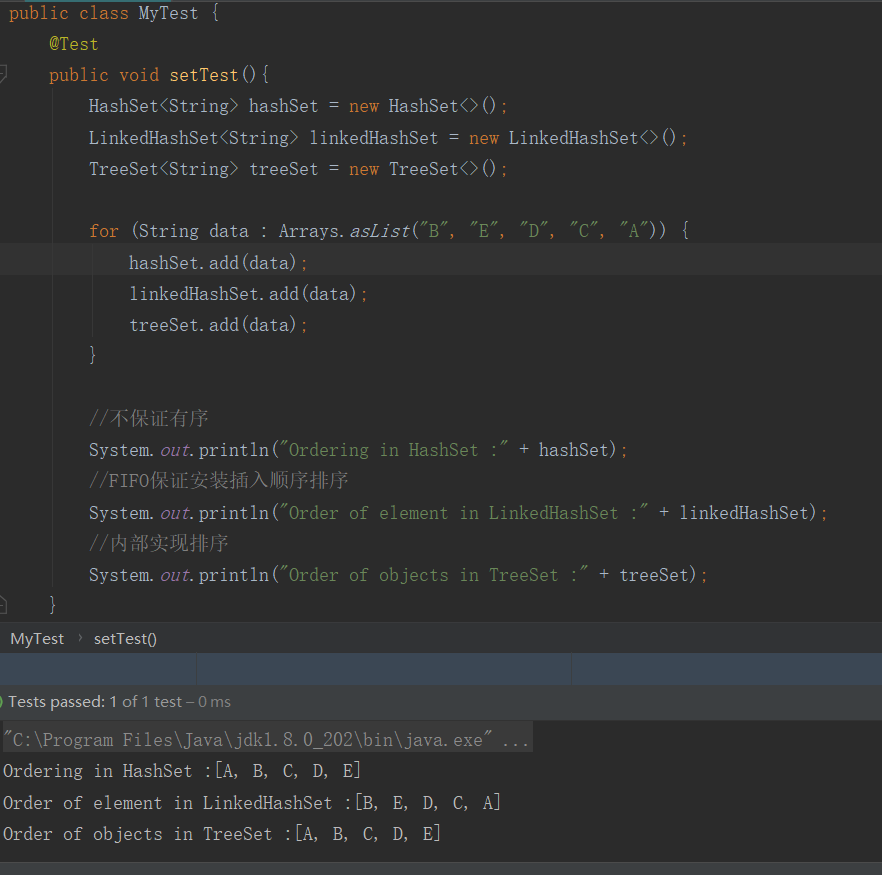 public class MyTest {
@Test
public void setTest(){
HashSet<String> hashSet = new HashSet<>();
LinkedHashSet<String> linkedHashSet = new LinkedHashSet<>();
TreeSet<String> treeSet = new TreeSet<>();
for (String data : Arrays.asList("B", "E", "D", "C", "A")) {
hashSet.add(data);
linkedHashSet.add(data);
treeSet.add(data);
}
//不保证有序
System.out.println("Ordering in HashSet :" + hashSet);
//FIFO保证安装插入顺序排序
System.out.println("Order of element in LinkedHashSet :" + linkedHashSet);
//内部实现排序
System.out.println("Order of objects in TreeSet :" + treeSet);
}
MyTest › setTest()
Tests passed: 1 of 1 test – 0 ms
"C:\Program Files\Java\jdk1.8.0_202\bin\java.exe" ...
Ordering in HashSet :[A, B, C, D, E]
Order of element in LinkedHashSet :[B, E, D, C, A]
Order of objects in TreeSet :[A, B, C, D, E]